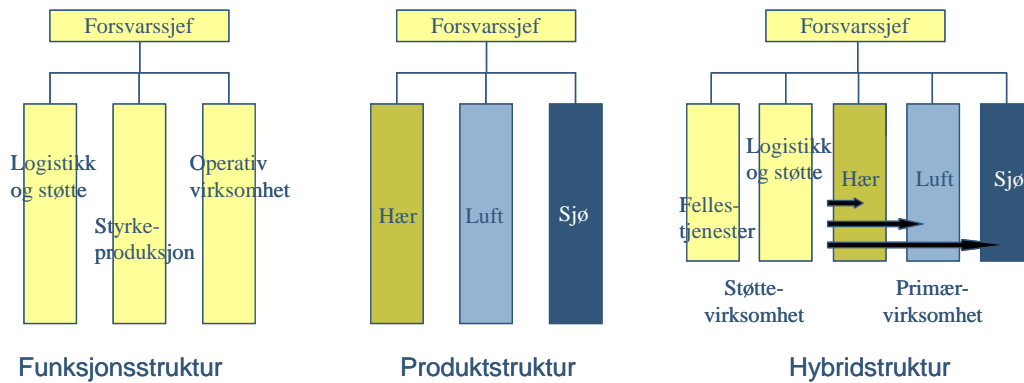 Forsvarssjef
Logistikk
og støtte
Styrke-
produksjon
Operativ
virksomhet
Funksjonsstruktur
Forsvarssjef
Hær
Luft
Sjø
Produktstruktur
Forsvarssjef
Felles-
tjenester
Logistikk
og støtte
Hær
Luft
Sjø
Støtte-
virksomhet
Primær-
virksomhet
Hybridstruktur